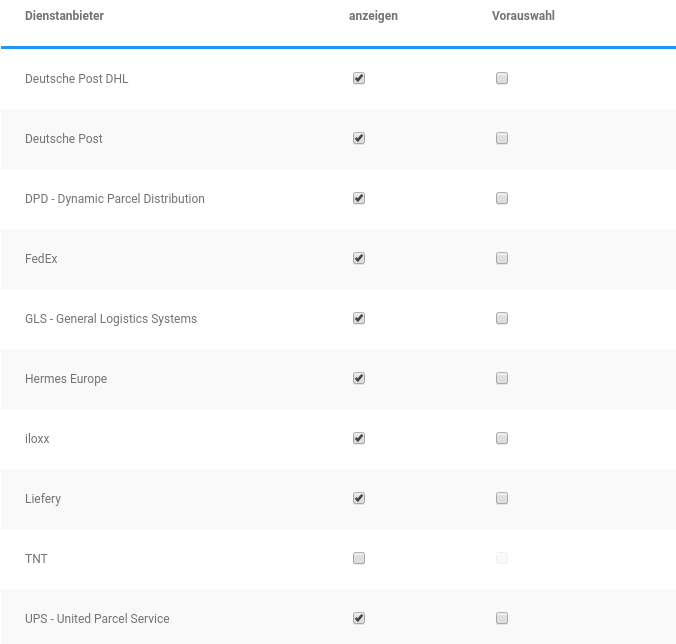 Dienstanbieter anzeigen Vorauswahl
Deutsche Post DHL
Deutsche Post
DPD - Dynamic Parcel Distribution
FedEx
GLS - General Logistics Systems
Hermes Europe
iloxx
Liefery
TNT
UPS - United Parcel Service